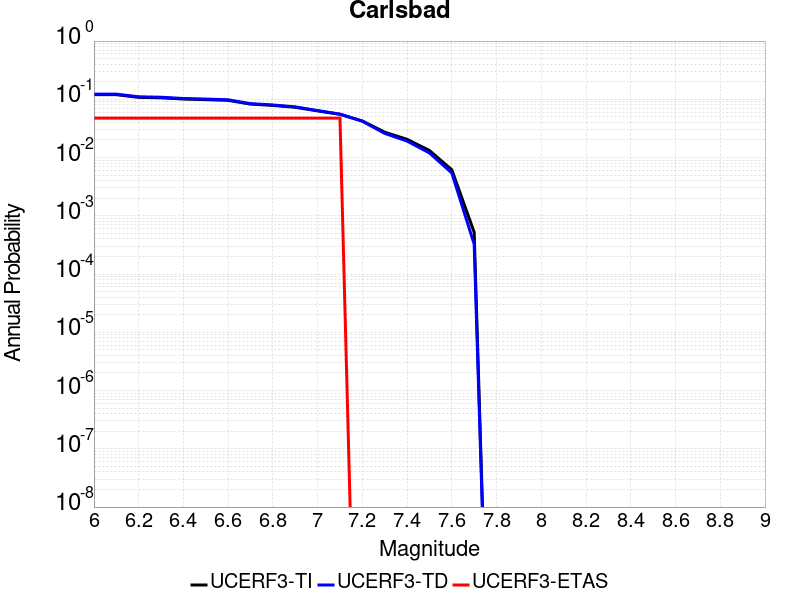 Carlsbad
10^0
10^-1
10^-2
10^-3
10^-4
10^-5
10^-6
10^-7
10^-8
Annual Probability
6 6.2 6.4 6.6 6.8 7 7.2 7.4 7.6 7.8 8 8.2 8.4 8.6 8.8 9
Magnitude
UCERF3-TI UCERF3-TD UCERF3-ETAS